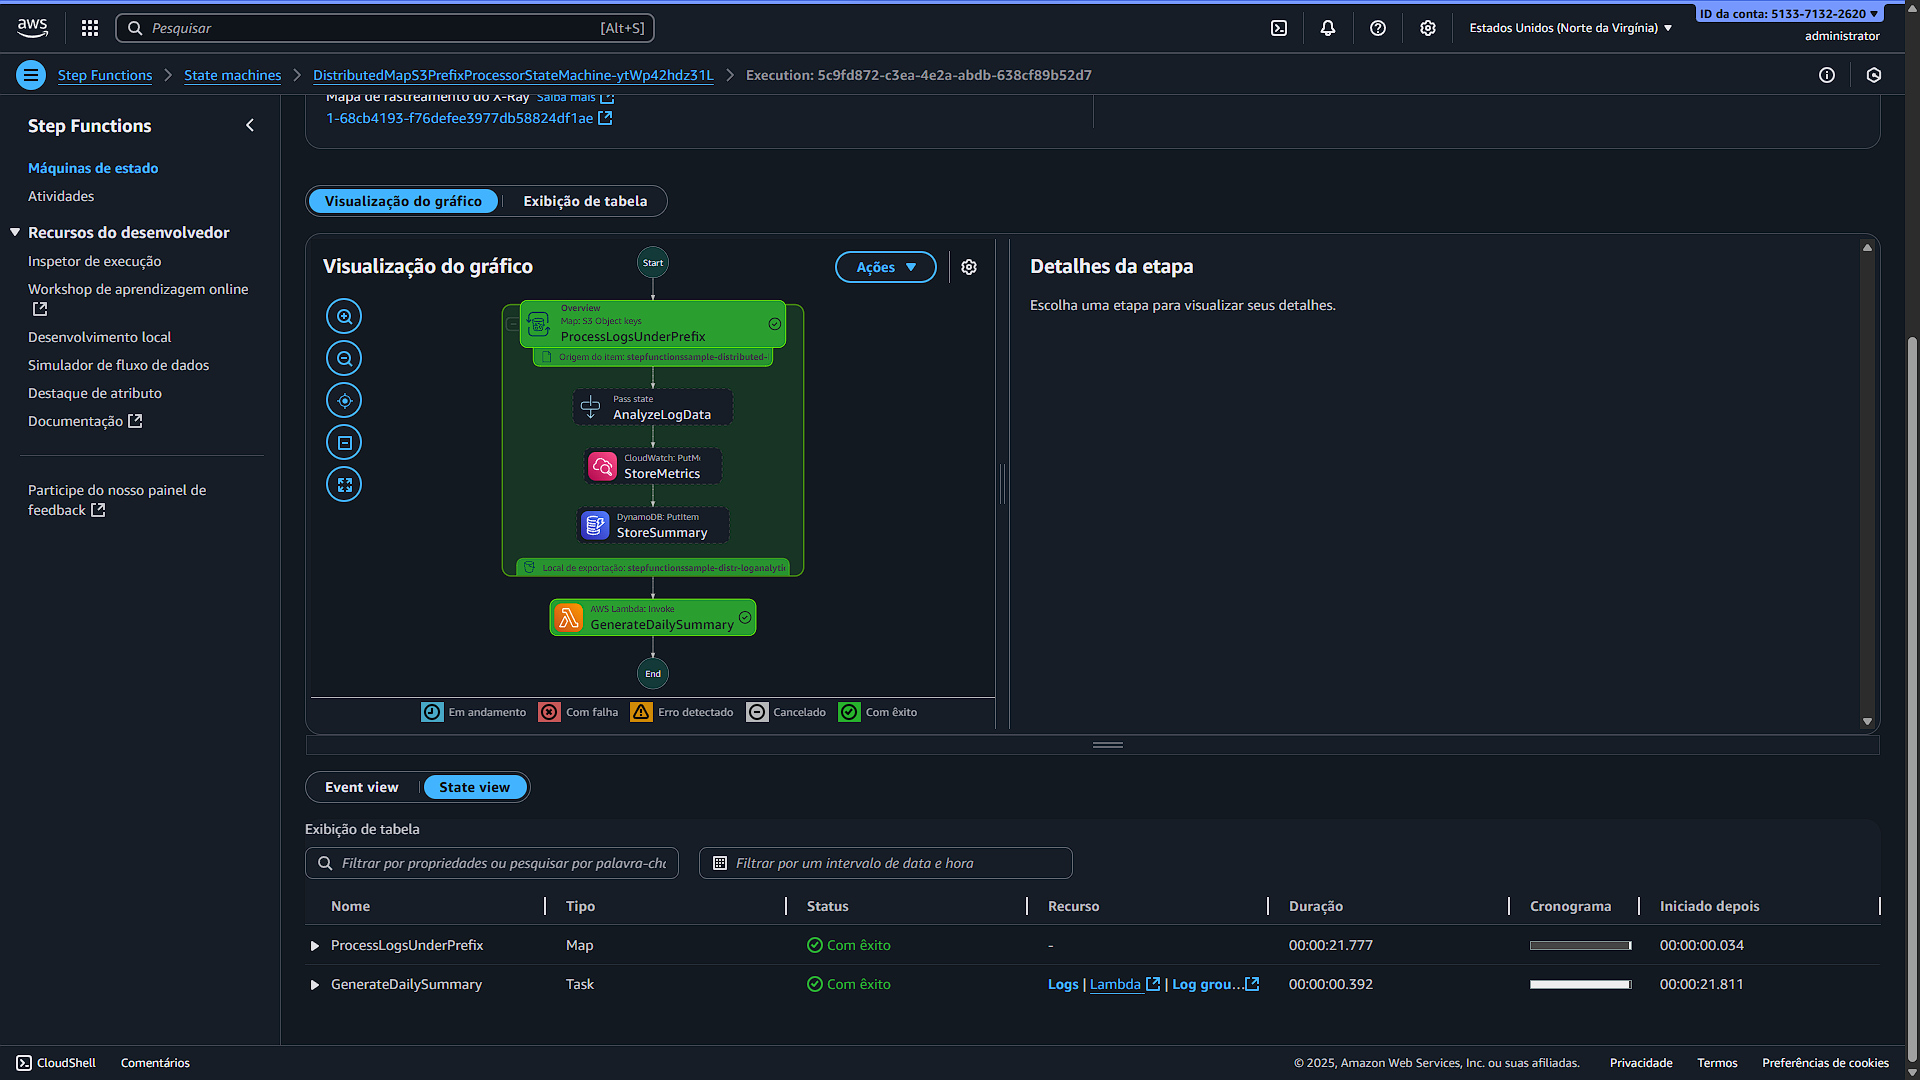 aws
Pesquisar [Alt+S]
Estados Unidos (Norte da Virgínia)
ID da conta: 5133-7132-2620
administrator
Step Functions
State machines
DistributedMapS3PrefixProcessorStateMachine-ytWp42hdz31L
Execution: 5c9fd872-c3ea-4e2a-abdb-638cf89b52d7
Step Functions
Máquinas de estado
Atividades
Recursos do desenvolvedor
Inspetor de execução
Workshop de aprendizagem online
Desenvolvimento local
Simulador de fluxo de dados
Destaque de atributo
Documentação
Participe do nosso painel de
feedback
Mapa de rastreamento do X-Ray Saiba mais
1-68cb4193-f76defee3977db58824df1ae
Visualização do gráfico
Exibição de tabela
Visualização do gráfico
Ações
Start
Overview
Map: S3 Object keys
ProcessLogsUnderPrefix
Origem do item: stepfunctionssample-distributed-
Pass state
AnalyzeLogData
CloudWatch: PutM
StoreMetrics
DynamoDB: PutItem
StoreSummary
Local de exportação: stepfunctionssample-distr-loganalytic
AWS Lambda: Invoke
GenerateDailySummary
End
Em andamento
Com falha
Erro detectado
Cancelado
Com êxito
Detalhes da etapa
Escolha uma etapa para visualizar seus detalhes.
Event view
State view
Exibição de tabela
Filtrar por propriedades ou pesquisar por palavra-cha
Filtrar por um intervalo de data e hora
Nome Tipo Status Recurso Duração Cronograma Iniciado depois
ProcessLogsUnderPrefix Map Com êxito - 00:00:21.777 00:00:00.034
GenerateDailySummary Task Com êxito Logs | Lambda | Log grou... 00:00:00.392 00:00:21.811
CloudShell
Comentários
© 2025, Amazon Web Services, Inc. ou suas afiliadas.
Privacidade
Termos
Preferências de cookies